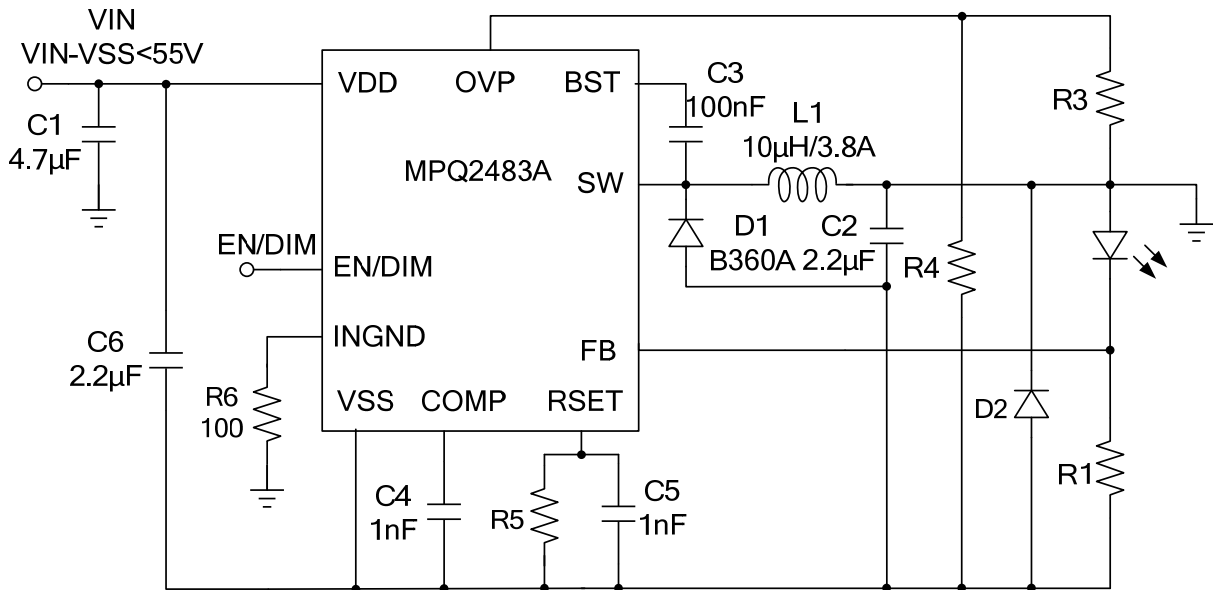 VIN
VIN-VSS<55V
VDD
OVP
BST
C3
100nF
R3
C1
4.7µF
L1
10µH/3.8A
MPQ2483A
SW
EN/DIM
EN/DIM
D1
B360A
C2
2.2µF
R4
INGND
FB
C6
2.2µF
R6
100
VSS
COMP
RSET
D2
R1
C4
1nF
R5
C5
1nF